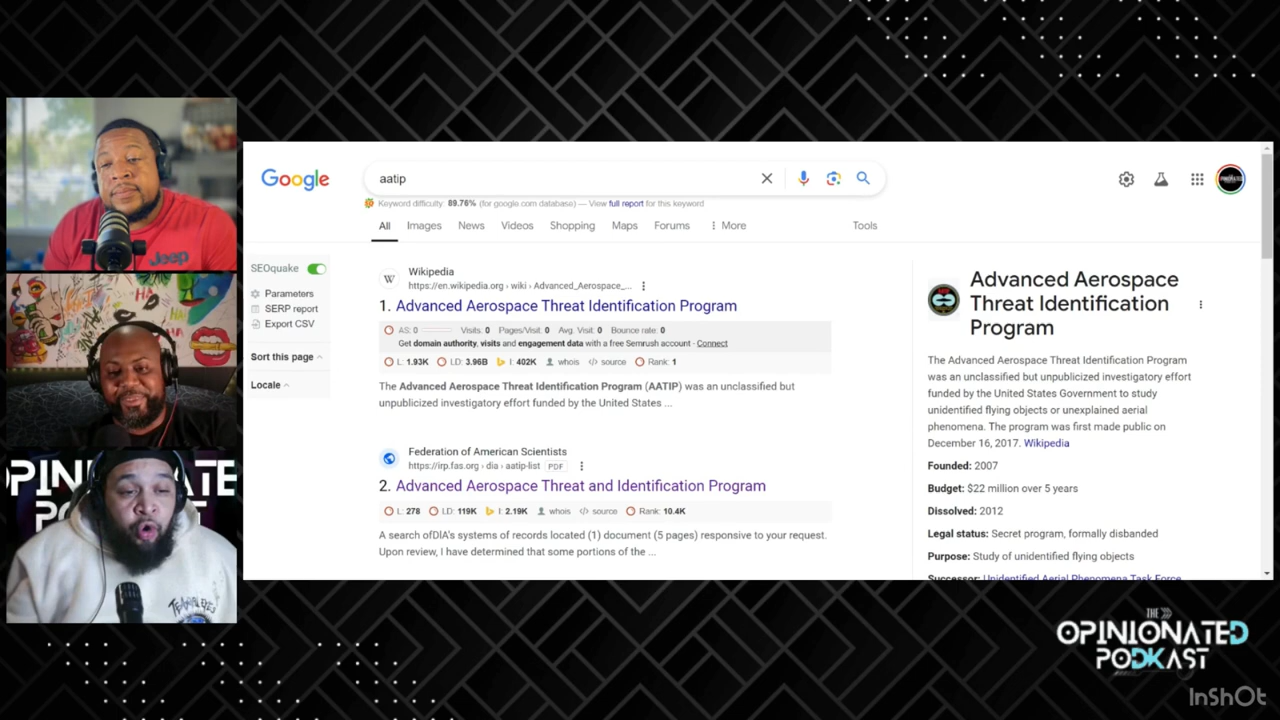 Google
aatip
Keyword difficulty: 89.76% (for google.com database) — View full report for this keyword
All Images News Videos Shopping Maps Forums More Tools
SEOquake
Parameters
SERP report
Export CSV
Sort this page
Locale
W Wikipedia
https://en.wikipedia.org › wiki › Advanced_Aerospace_...
1. Advanced Aerospace Threat Identification Program
AS: 0 Visits: 0 Pages/Visit: 0 Avg. Visit: 0 Bounce rate: 0
Get domain authority, visits and engagement data with a free Semrush account - Connect
L: 1.93K LD: 3.96B I: 402K whois source Rank: 1
The Advanced Aerospace Threat Identification Program (AATIP) was an unclassified but
unpublicized investigatory effort funded by the United States ...
Federation of American Scientists
https://irp.fas.org › dia › aatip-list PDF
2. Advanced Aerospace Threat and Identification Program
L: 278 LD: 119K I: 2.19K whois source Rank: 10.4K
A search ofDIA's systems of records located (1) document (5 pages) responsive to your request.
Upon review, I have determined that some portions of the ...
Advanced Aerospace
Threat Identification
Program
The Advanced Aerospace Threat Identification Program
was an unclassified but unpublicized investigatory effort
funded by the United States Government to study
unidentified flying objects or unexplained aerial
phenomena. The program was first made public on
December 16, 2017. Wikipedia
Founded: 2007
Budget: $22 million over 5 years
Dissolved: 2012
Legal status: Secret program, formally disbanded
Purpose: Study of unidentified flying objects
Successor: Unidentified Aerial Phenomena Task Force
Jeep
THE
OPINIONATED
PODKAST
InShOt